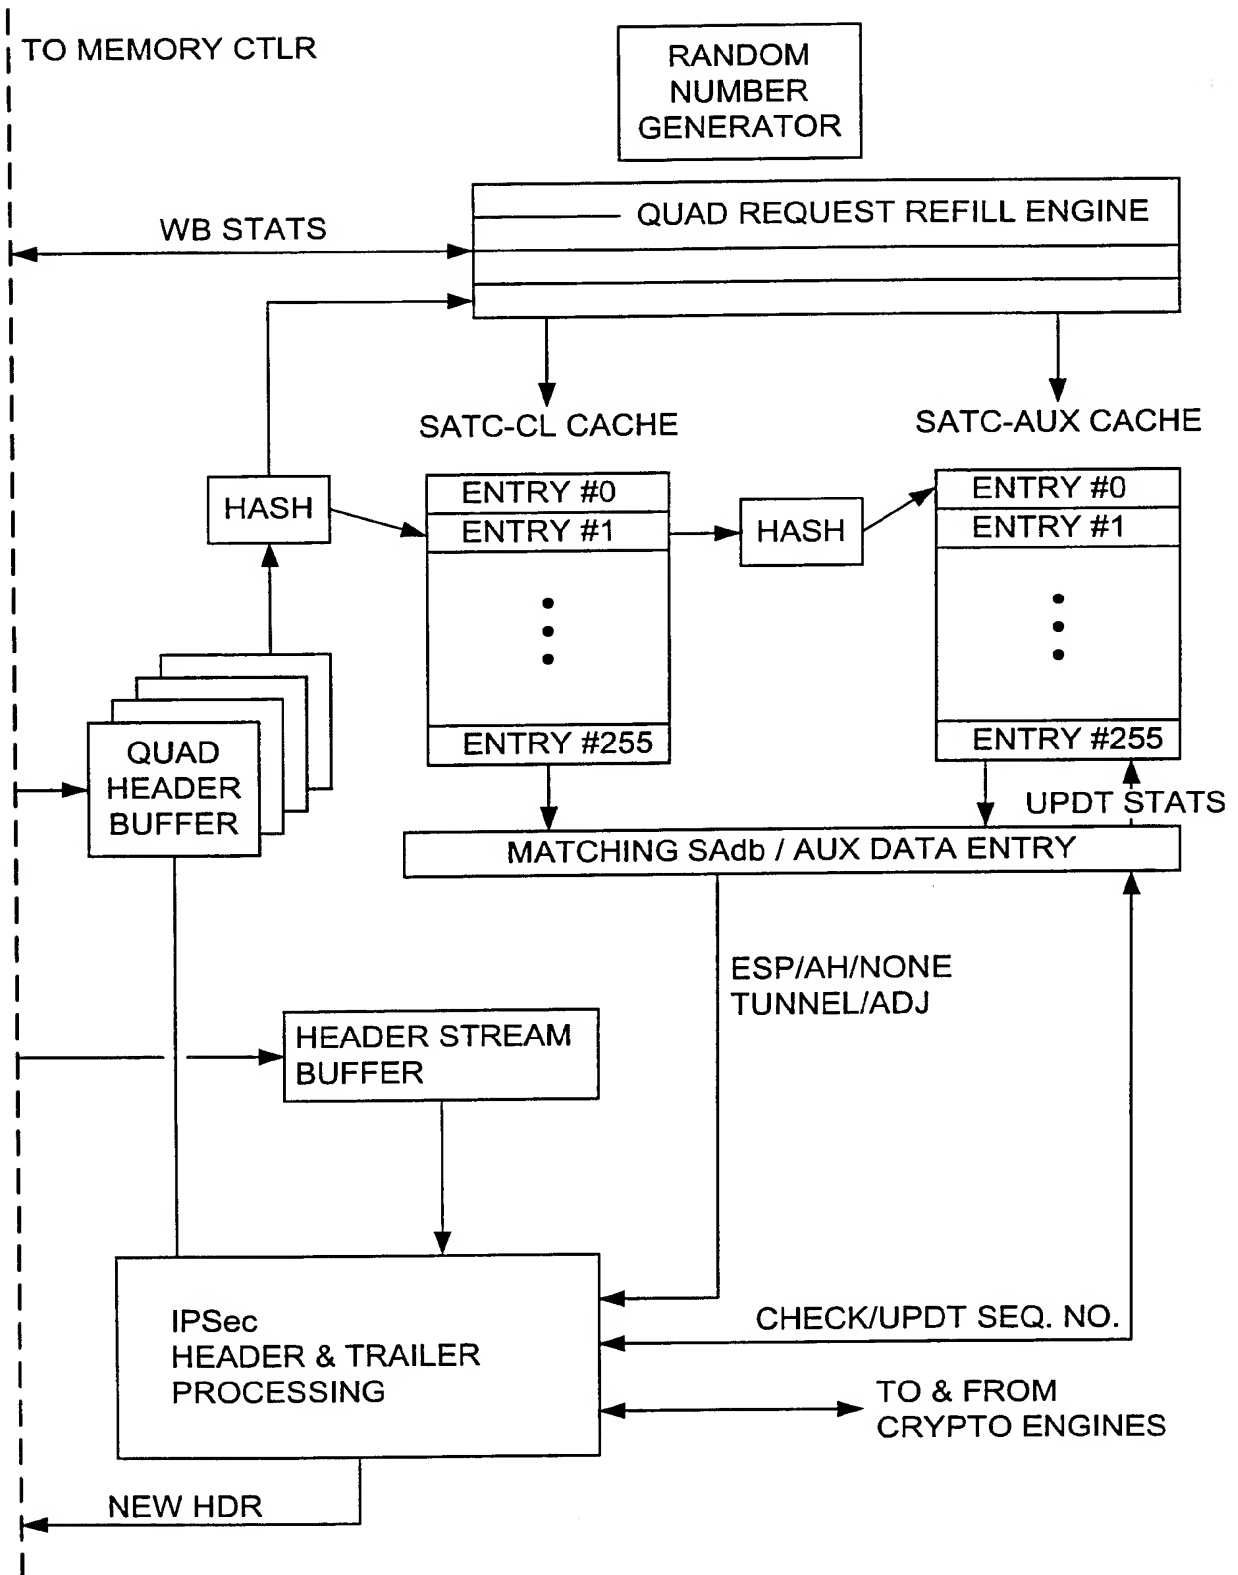 TO MEMORY CTLR
RANDOM
NUMBER
GENERATOR
QUAD REQUEST REFILL ENGINE
WB STATS
SATC-CL CACHE
SATC-AUX CACHE
HASH
ENTRY #0
ENTRY #1
ENTRY #255
HASH
ENTRY #0
ENTRY #1
ENTRY #255
QUAD
HEADER
BUFFER
UPDT STATS
MATCHING SAdb / AUX DATA ENTRY
ESP/AH/NONE
TUNNEL/ADJ
HEADER STREAM
BUFFER
IPSec
HEADER & TRAILER
PROCESSING
CHECK/UPDT SEQ. NO.
TO & FROM
CRYPTO ENGINES
NEW HDR